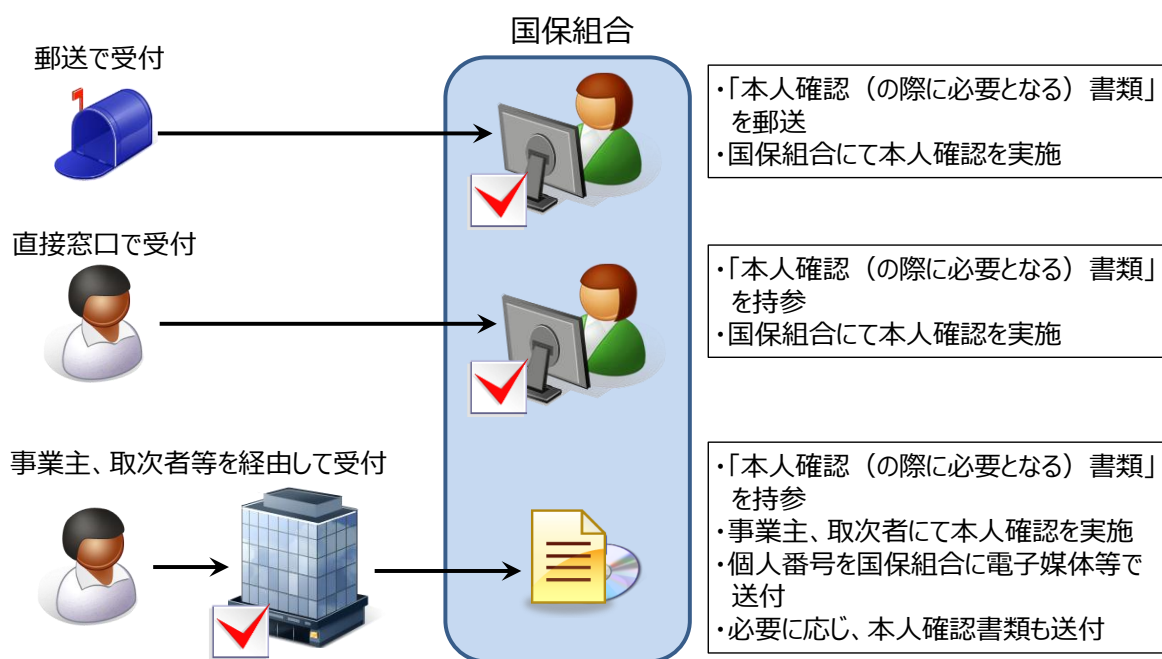 国保組合
郵送で受付
・「本人確認（の際に必要となる）書類」
を郵送
・国保組合にて本人確認を実施
直接窓口で受付
・「本人確認（の際に必要となる）書類」
を持参
・国保組合にて本人確認を実施
事業主、取次者等を経由して受付
・「本人確認（の際に必要となる）書類」
を持参
・事業主、取次者にて本人確認を実施
・個人番号を国保組合に電子媒体等で
送付
・必要に応じ、本人確認書類も送付